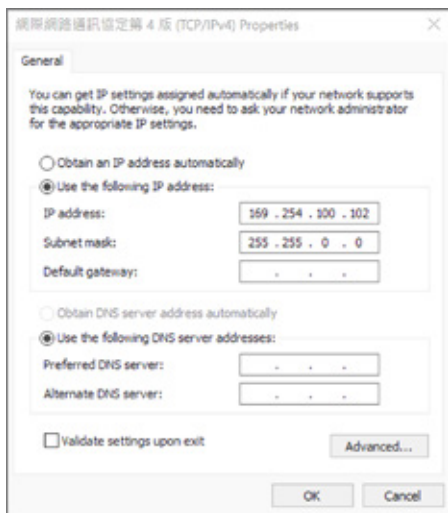 網際網路通訊協定第 4 版 (TCP/IPv4) Properties
General
You can get IP settings assigned automatically if your network supports
this capability. Otherwise, you need to ask your network administrator
for the appropriate IP settings.
Obtain an IP address automatically
Use the following IP address:
IP address: 169 . 254 . 100 . 102
Subnet mask: 255 . 255 . 0 . 0
Default gateway: . . .
Obtain DNS server address automatically
Use the following DNS server addresses:
Preferred DNS server: . . .
Alternate DNS server: . . .
Validate settings upon exit
Advanced...
OK Cancel